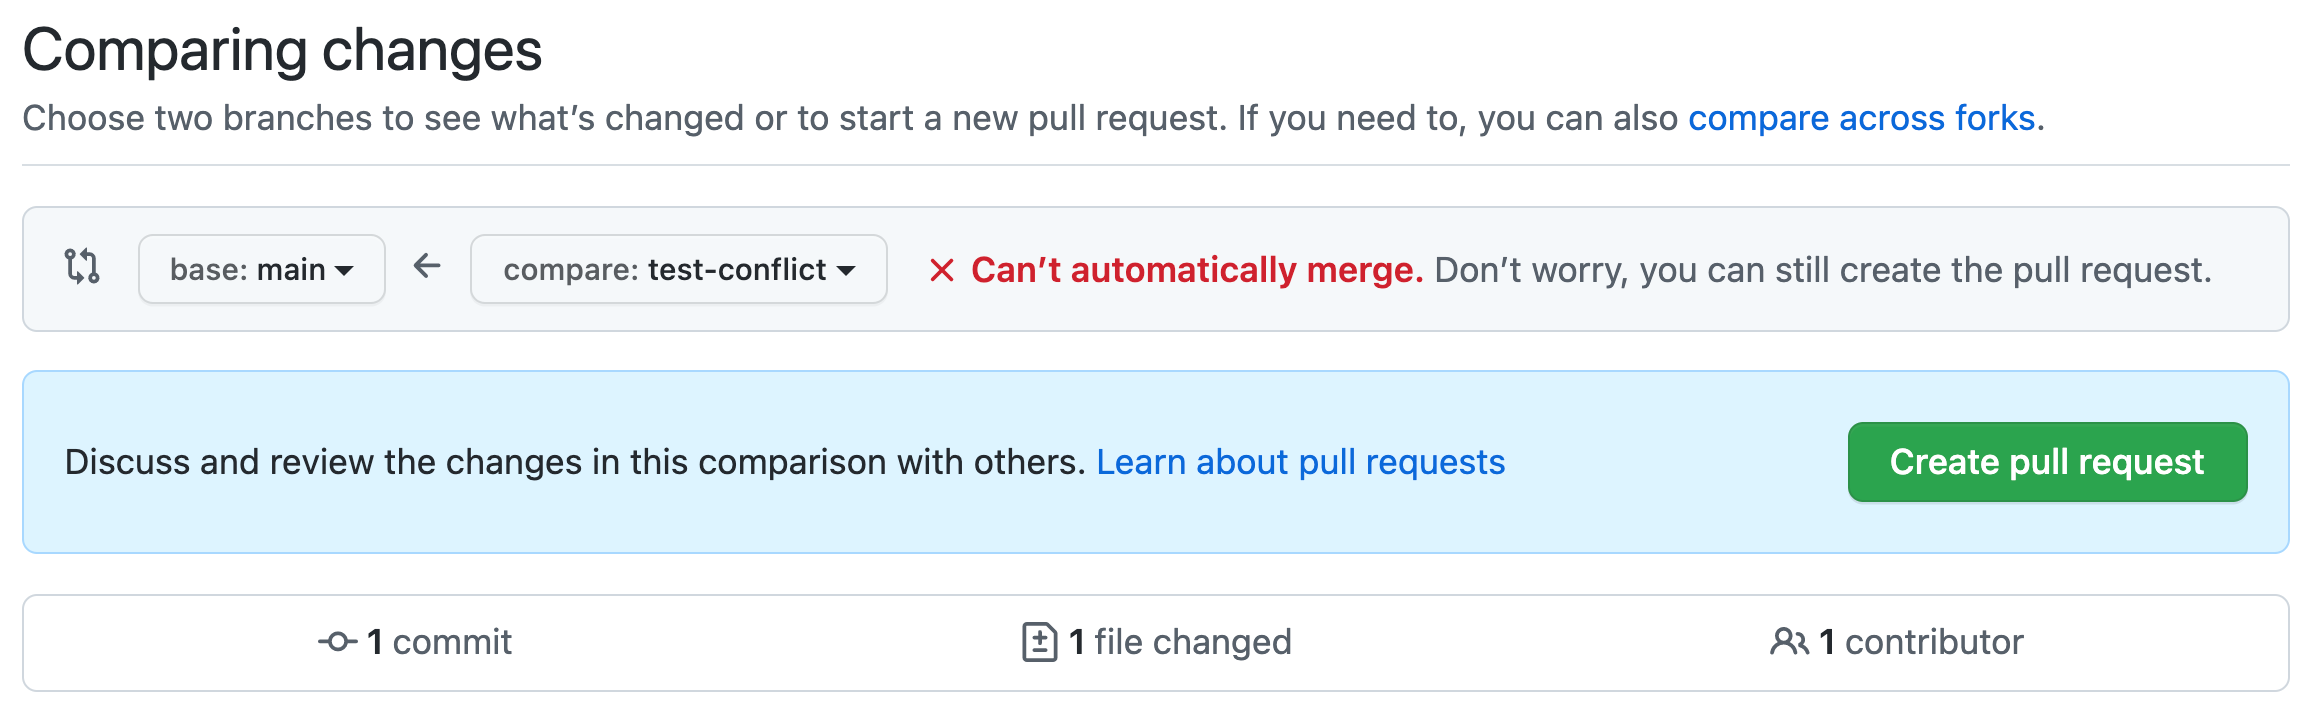 Comparing changes
Choose two branches to see what’s changed or to start a new pull request. If you need to, you can also compare across forks.
base: main compare: test-conflict Can’t automatically merge. Don’t worry, you can still create the pull request.
Discuss and review the changes in this comparison with others. Learn about pull requests Create pull request
1 commit 1 file changed 1 contributor